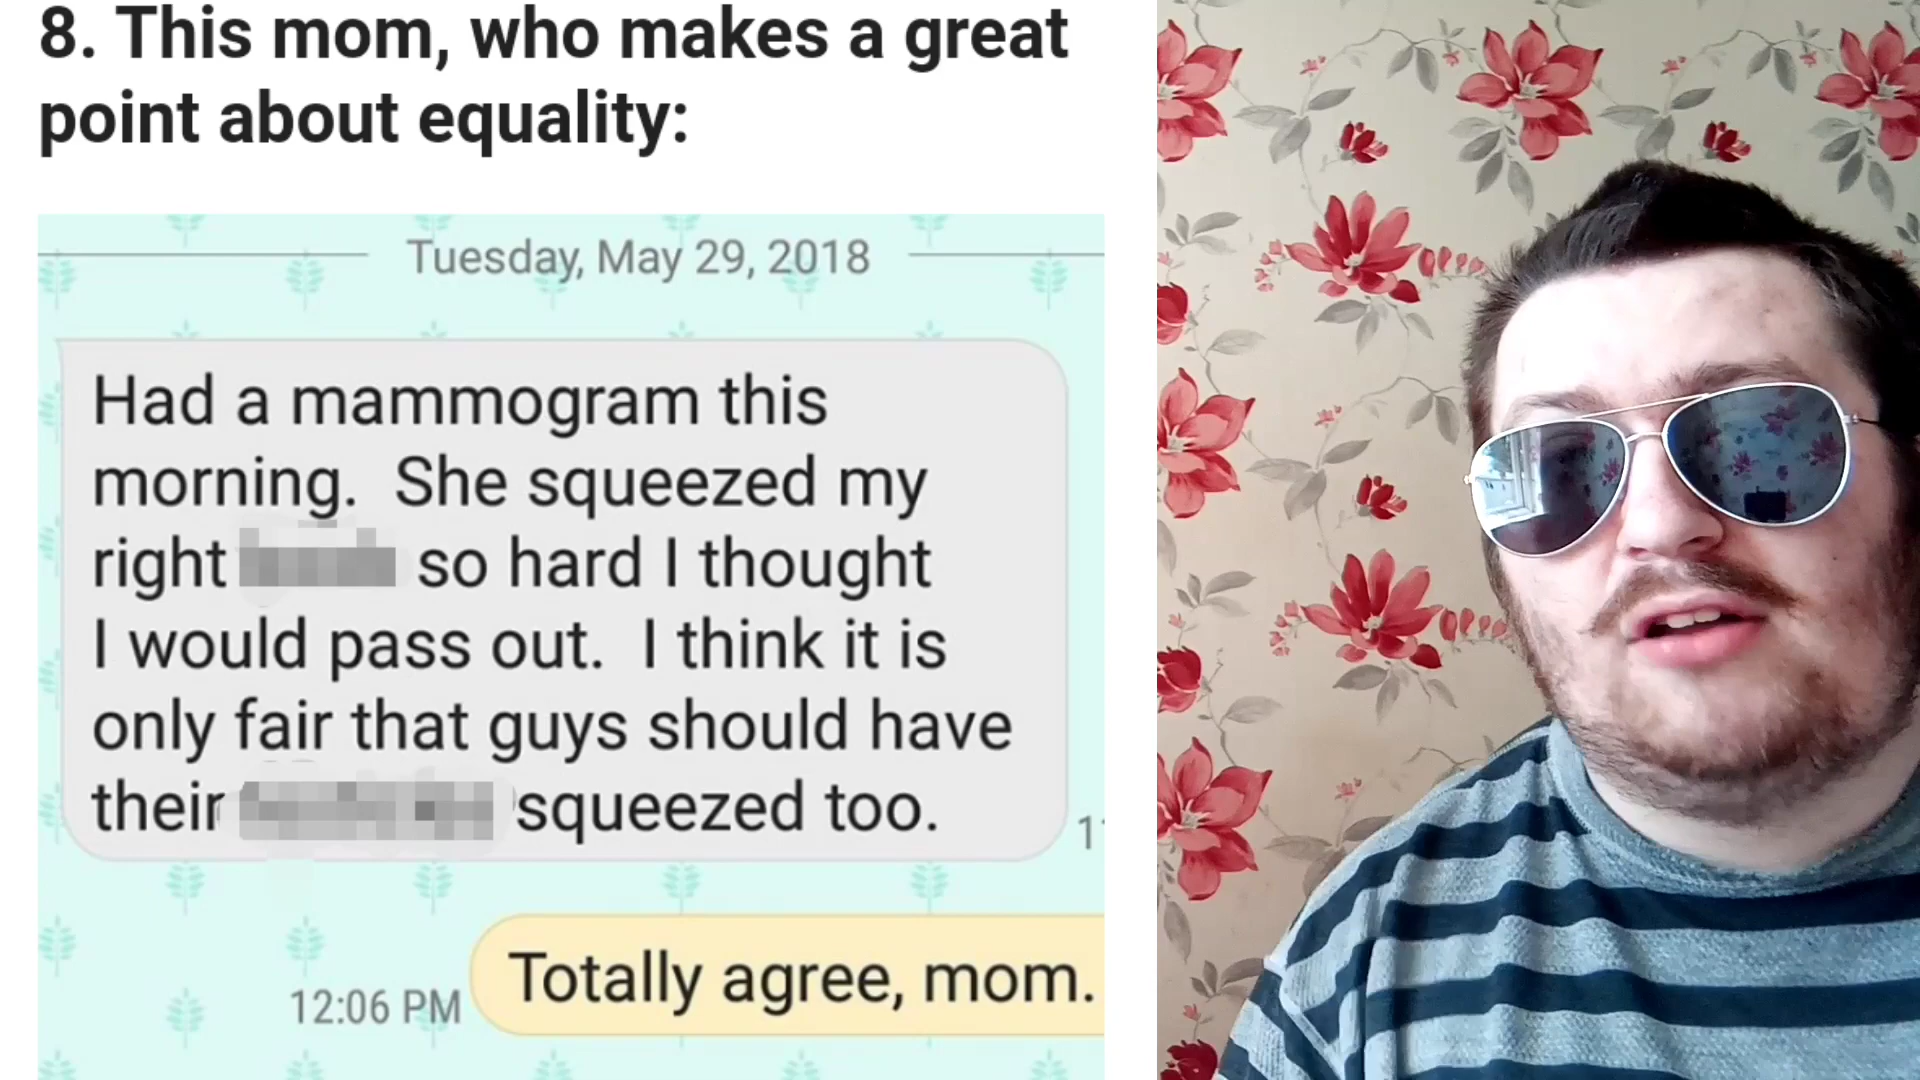 8. This mom, who makes a great
point about equality:
Tuesday, May 29, 2018
Had a mammogram this
morning. She squeezed my
right so hard I thought
I would pass out. I think it is
only fair that guys should have
their squeezed too.
Totally agree, mom.
12:06 PM